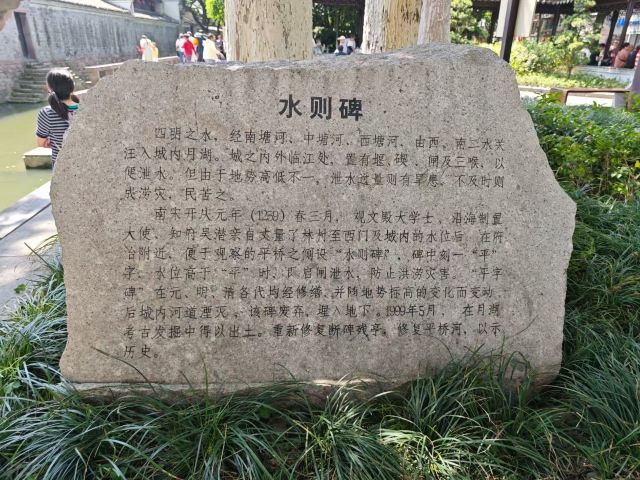 水则碑
四明之水，经南塘河、中塘河、西塘河，由西、南二水关
注入城内月湖。城之内外临江处，置有堰、碶、闸及三喉，以
便泄水。但由于地势高低不一，泄水过量则有旱患，不及时则
成涝灾，民苦之。
南宋开庆元年（1259）春三月，观文殿大学士、沿海制置
大使、知府吴潜亲自丈量了林州至西门及城内的水位后，在府
治附近，便于观察的平桥之侧设“水则碑”，碑中刻一“平”
字。水位高于“平”时，即启闸泄水，防止洪涝灾害。“平字
碑”在元、明、清各代均经修缮，并随地势标高的变化而变动，
后城内河道湮灭，该碑废弃，埋入地下。1999年5月，在月湖
考古发掘中得以出土。重新修复断碑残亭，修复平桥河，以示
历史。